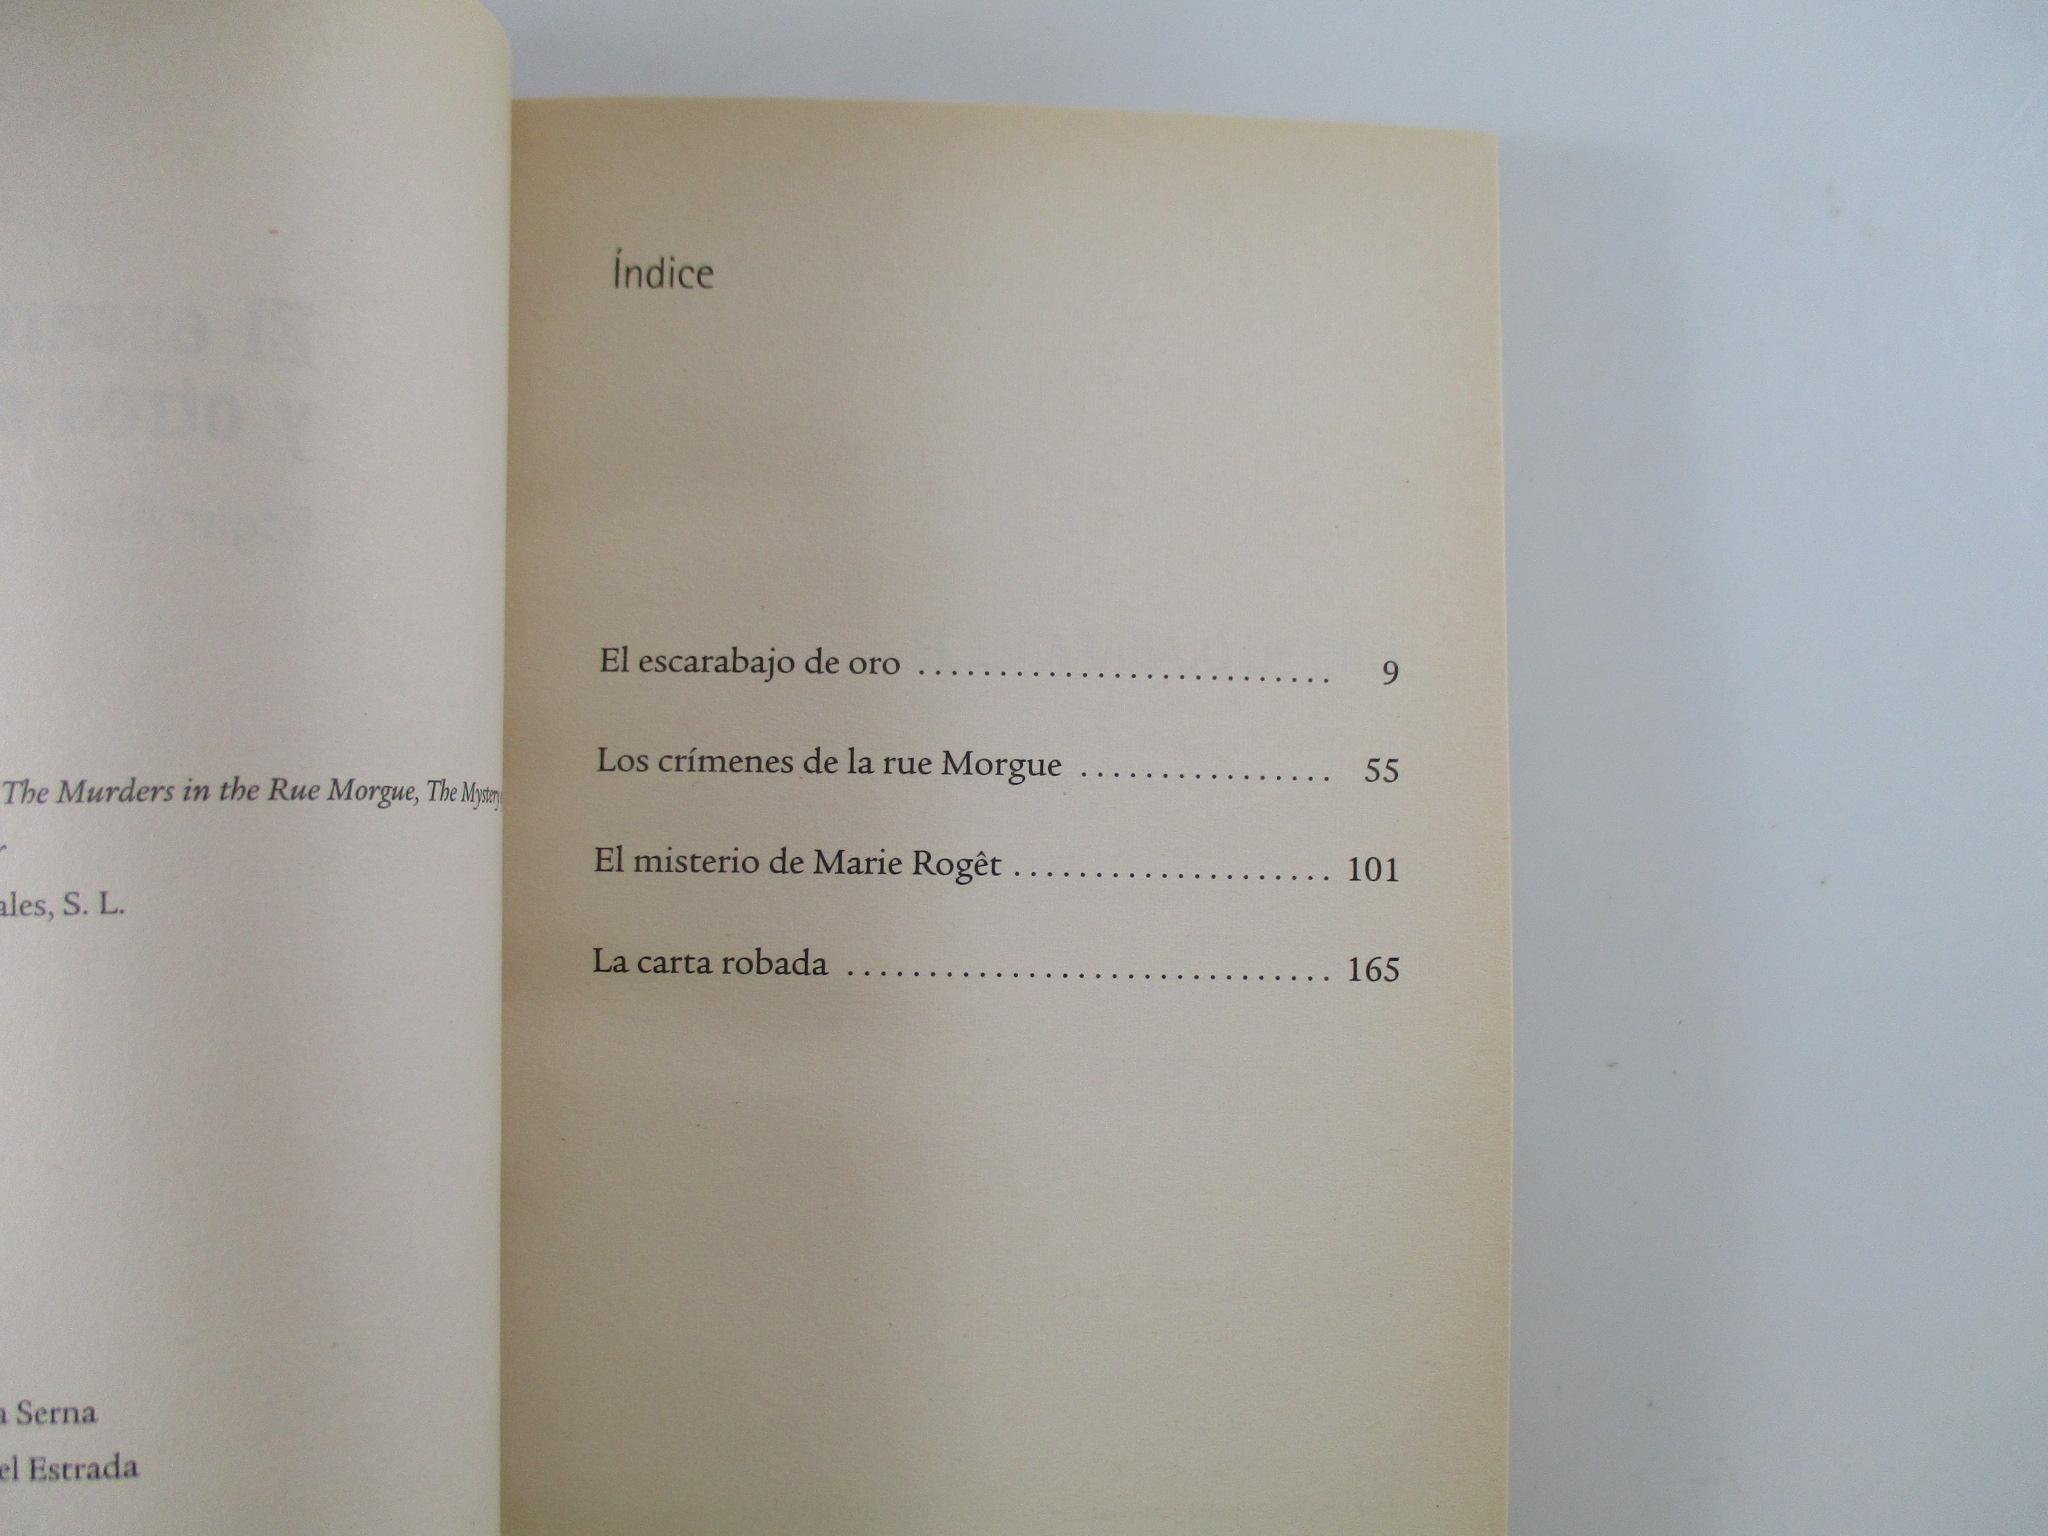 The Murders in the Rue Morgue, The Mystery
r
ales, S. L.
a Serna
el Estrada
Índice
El escarabajo de oro ........................... 9
Los crímenes de la rue Morgue ................ 55
El misterio de Marie Rogêt .................... 101
La carta robada ............................... 165